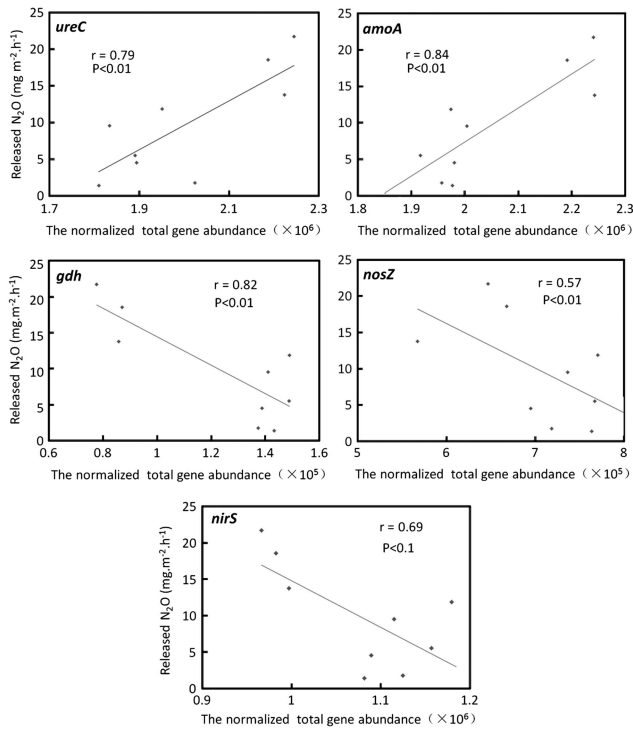 ureC
r = 0.79
P<0.01
Released N₂O (mg m⁻².h⁻¹)
25
20
15
10
5
0
1.7 1.9 2.1 2.3
The normalized total gene abundance (×10⁶)
amoA
r = 0.84
P<0.01
25
20
15
10
5
0
1.8 1.9 2 2.1 2.2 2.3
The normalized total gene abundance (×10⁶)
gdh
r = 0.82
P<0.01
Released N₂O (mg.m⁻².h⁻¹)
25
20
15
10
5
0
0.6 0.8 1 1.2 1.4 1.6
The normalized total gene abundance (×10⁵)
nosZ
r = 0.57
P<0.01
25
20
15
10
5
0
5 6 7 8
The normalized total gene abundance (×10⁵)
nirS
r = 0.69
P<0.1
Released N₂O (mg.m⁻².h⁻¹)
25
20
15
10
5
0
0.9 1 1.1 1.2
The normalized total gene abundance (×10⁶)